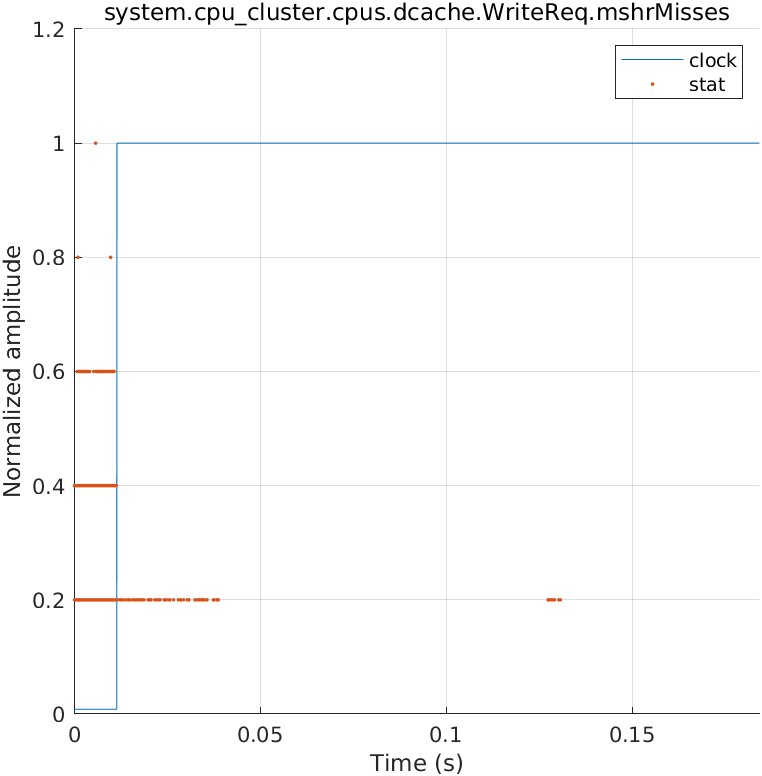 system.cpu_cluster.cpus.dcache.WriteReq.mshrMisses
1.2
clock
stat
1
0.8
Normalized amplitude
0.6
0.4
0.2
0
0 0.05 0.1 0.15
Time (s)